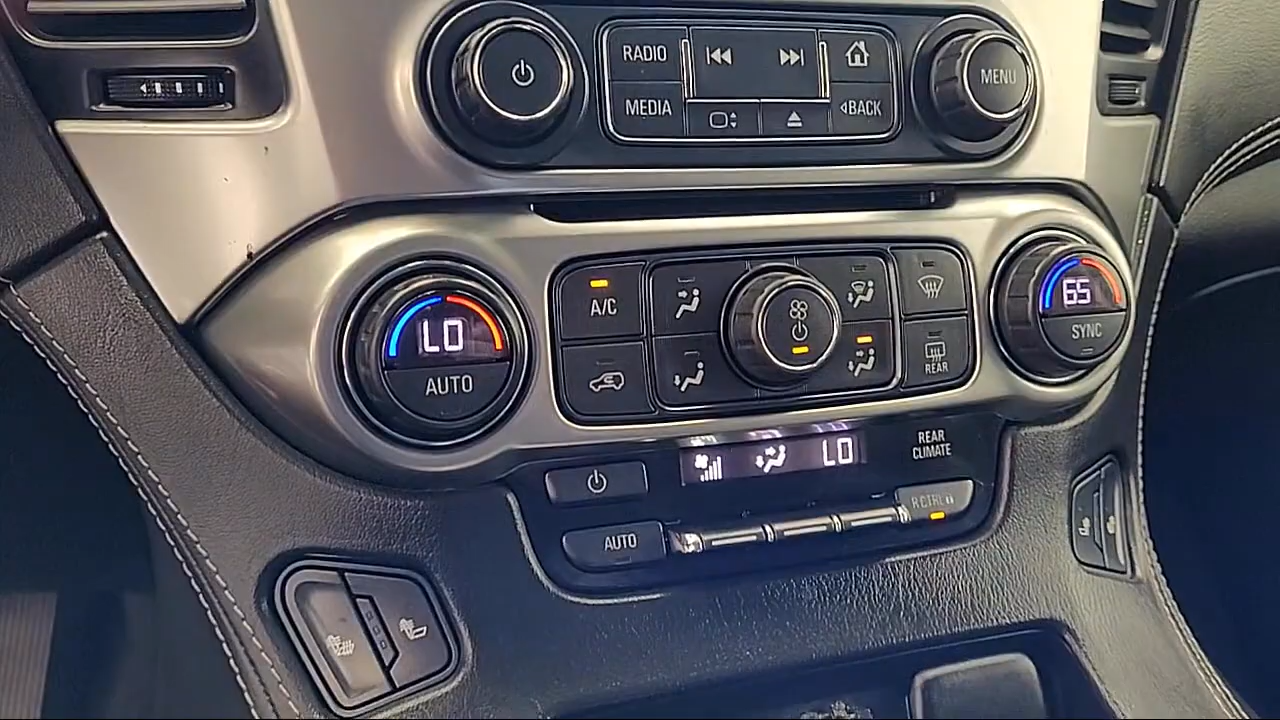 RADIO
MEDIA
BACK
MENU
LO
AUTO
A/C
REAR
65
SYNC
LO
REAR
CLIMATE
AUTO